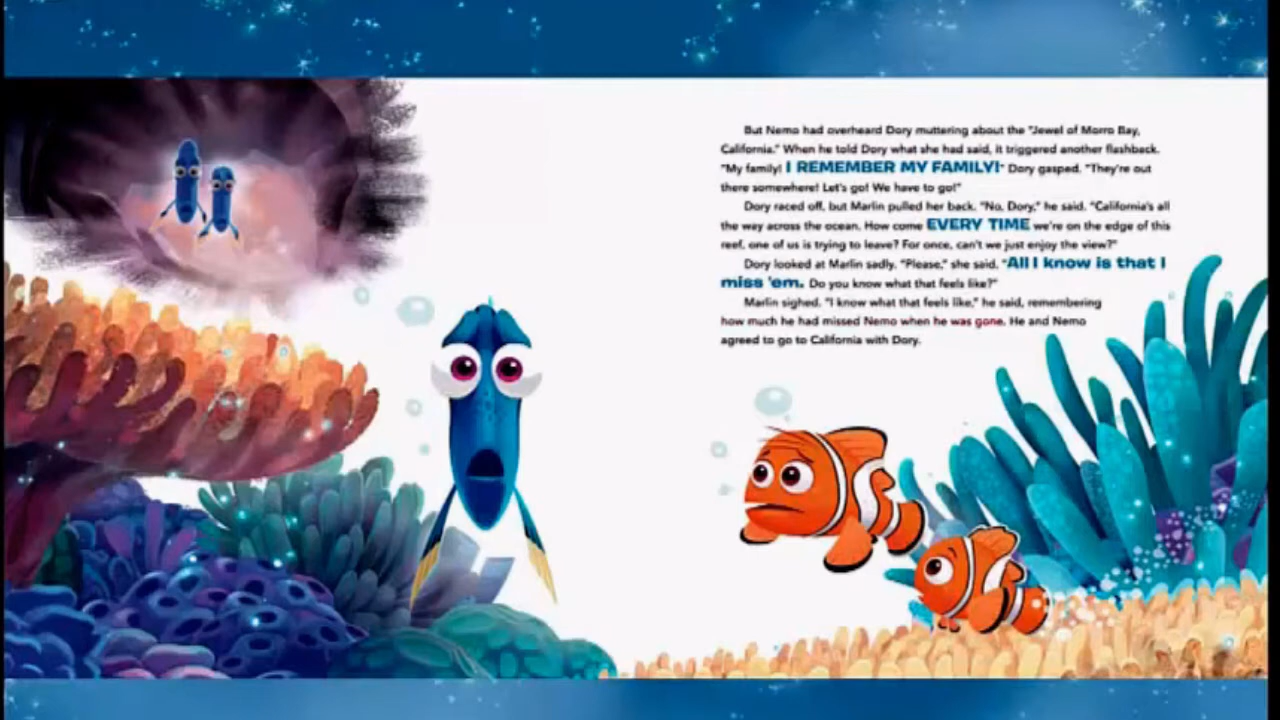 But Nemo had overheard Dory muttering about the "Jewel of Morro Bay,
California." When he told Dory what she had said, it triggered another flashback.
"My family! I REMEMBER MY FAMILY!" Dory gasped. "They're out
there somewhere! Let's go! We have to go!"
Dory raced off, but Marlin pulled her back. "No, Dory," he said. "California's all
the way across the ocean. How come EVERY TIME we're on the edge of this
reef, one of us is trying to leave? For once, can't we just enjoy the view?"
Dory looked at Marlin sadly. "Please," she said. "All I know is that I
miss 'em. Do you know what that feels like?"
Marlin sighed. "I know what that feels like," he said, remembering
how much he had missed Nemo when he was gone. He and Nemo
agreed to go to California with Dory.